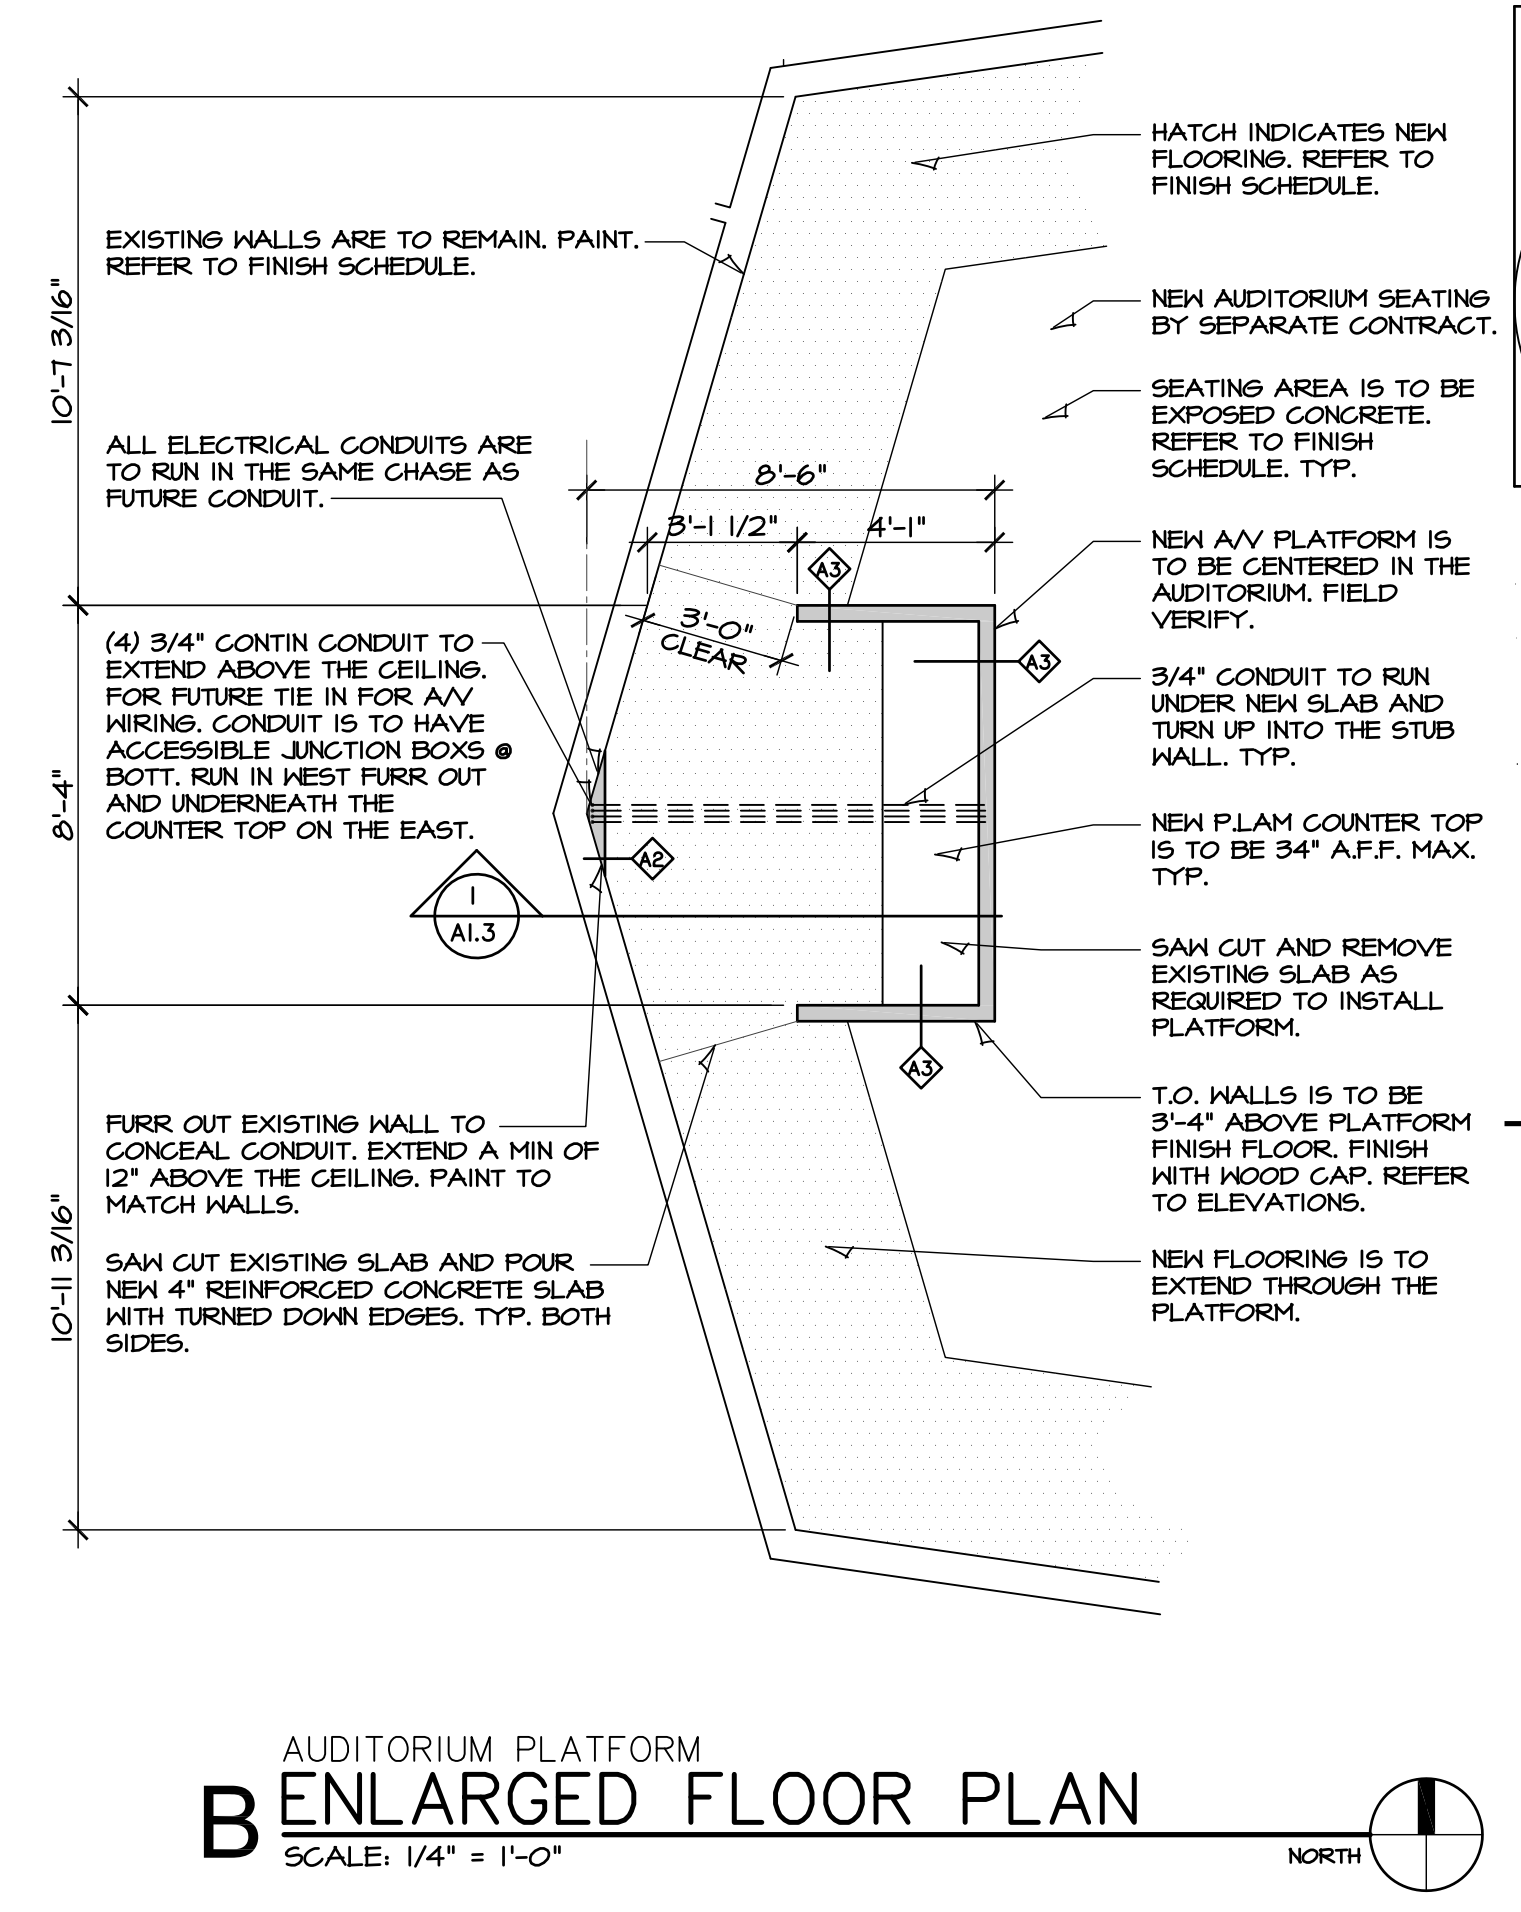 HATCH INDICATES NEW
FLOORING. REFER TO
FINISH SCHEDULE.
EXISTING WALLS ARE TO REMAIN. PAINT.
REFER TO FINISH SCHEDULE.
10'-7 3/16"
NEW AUDITORIUM SEATING
BY SEPARATE CONTRACT.
SEATING AREA IS TO BE
EXPOSED CONCRETE.
REFER TO FINISH
SCHEDULE. TYP.
ALL ELECTRICAL CONDUITS ARE
TO RUN IN THE SAME CHASE AS
FUTURE CONDUIT.
8'-6"
3'-1 1/2"
4'-1"
A3
NEW A/V PLATFORM IS
TO BE CENTERED IN THE
AUDITORIUM. FIELD
VERIFY.
3'-0"
CLEAR
A3
(4) 3/4" CONTIN CONDUIT TO
EXTEND ABOVE THE CEILING.
FOR FUTURE TIE IN FOR A/V
WIRING. CONDUIT IS TO HAVE
ACCESSIBLE JUNCTION BOXS @
BOTT. RUN IN WEST FURR OUT
AND UNDERNEATH THE
COUNTER TOP ON THE EAST.
8'-4"
3/4" CONDUIT TO RUN
UNDER NEW SLAB AND
TURN UP INTO THE STUB
WALL. TYP.
NEW P.LAM COUNTER TOP
IS TO BE 34" A.F.F. MAX.
TYP.
A2
1
A1.3
SAW CUT AND REMOVE
EXISTING SLAB AS
REQUIRED TO INSTALL
PLATFORM.
A3
T.O. WALLS IS TO BE
3'-4" ABOVE PLATFORM
FINISH FLOOR. FINISH
WITH WOOD CAP. REFER
TO ELEVATIONS.
FURR OUT EXISTING WALL TO
CONCEAL CONDUIT. EXTEND A MIN OF
12" ABOVE THE CEILING. PAINT TO
MATCH WALLS.
10'-11 3/16"
SAW CUT EXISTING SLAB AND POUR
NEW 4" REINFORCED CONCRETE SLAB
WITH TURNED DOWN EDGES. TYP. BOTH
SIDES.
NEW FLOORING IS TO
EXTEND THROUGH THE
PLATFORM.
AUDITORIUM PLATFORM
B ENLARGED FLOOR PLAN
SCALE: 1/4" = 1'-0"
NORTH